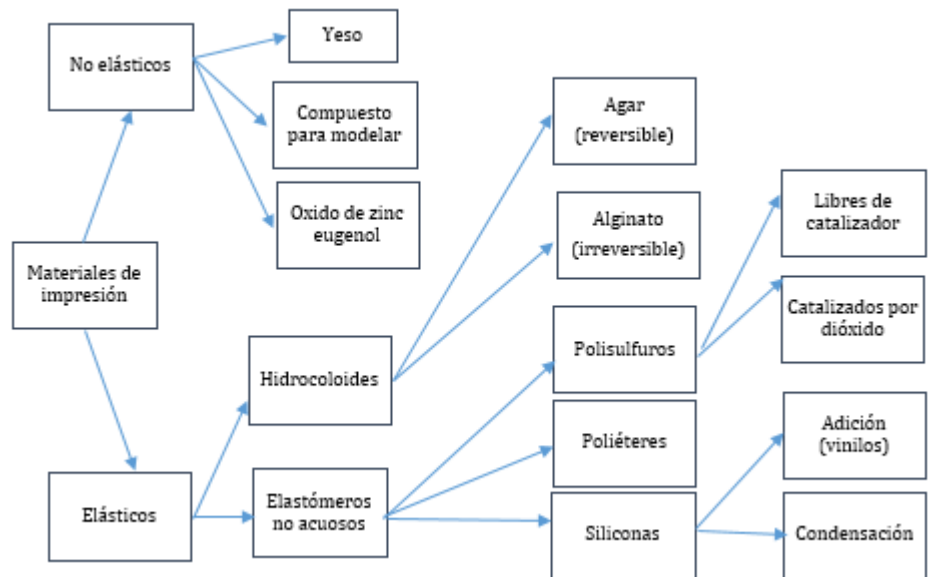 Yeso
No elásticos
Compuesto
para modelar
Oxido de zinc
eugenol
Materiales de
impresión
Elásticos
Hidrocoloides
Elastómeros
no acuosos
Agar
(reversible)
Alginato
(irreversible)
Polisulfuros
Poliéteres
Siliconas
Libres de
catalizador
Catalizados por
dióxido
Adición
(vinilos)
Condensación